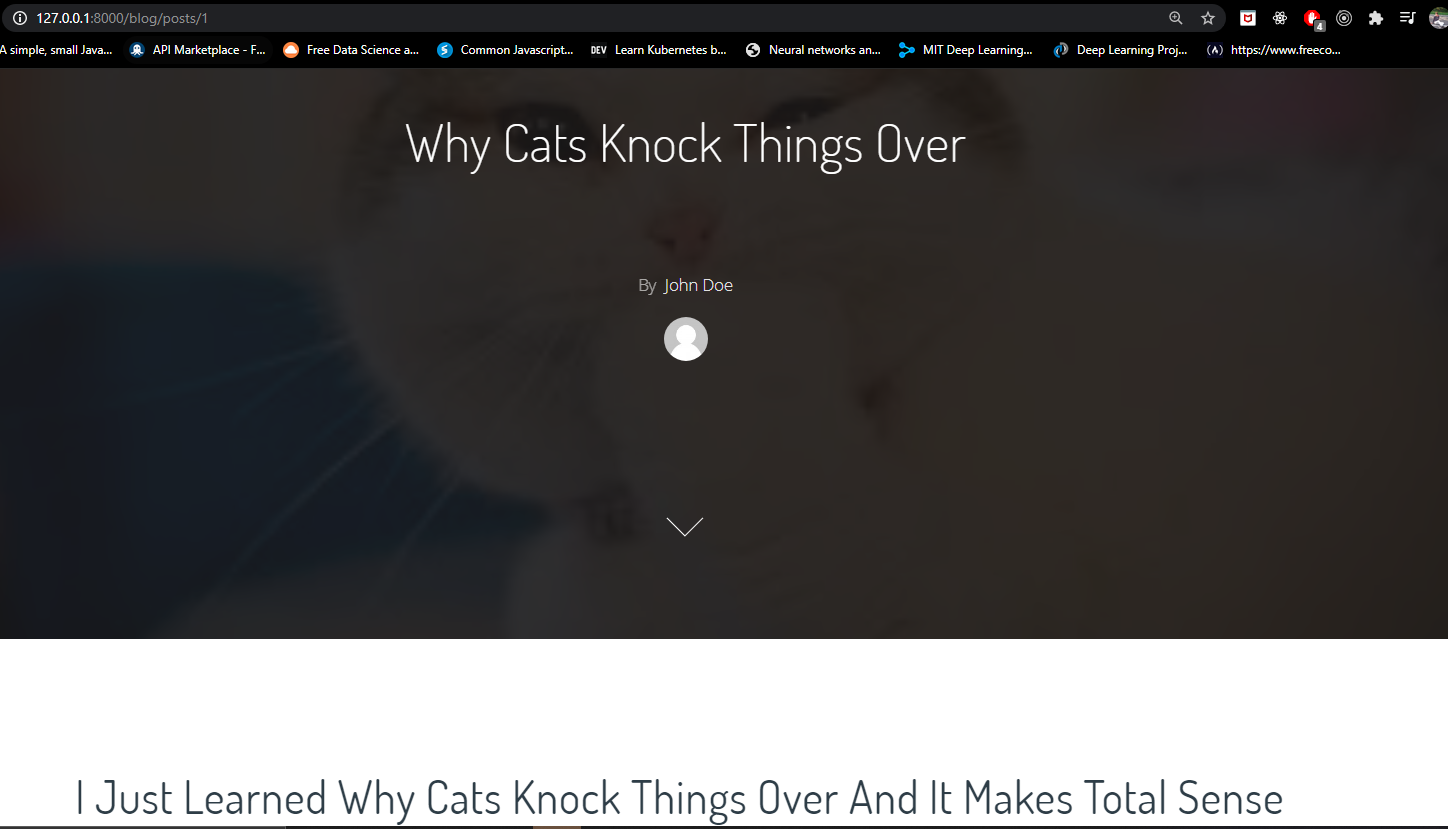 127.0.0.1:8000/blog/posts/1
4
A simple, small Java... API Marketplace - F... Free Data Science a... Common Javascript... DEV Learn Kubernetes b... Neural networks an... MIT Deep Learning... Deep Learning Proj... https://www.freeco...
Why Cats Knock Things Over
By John Doe
I Just Learned Why Cats Knock Things Over And It Makes Total Sense